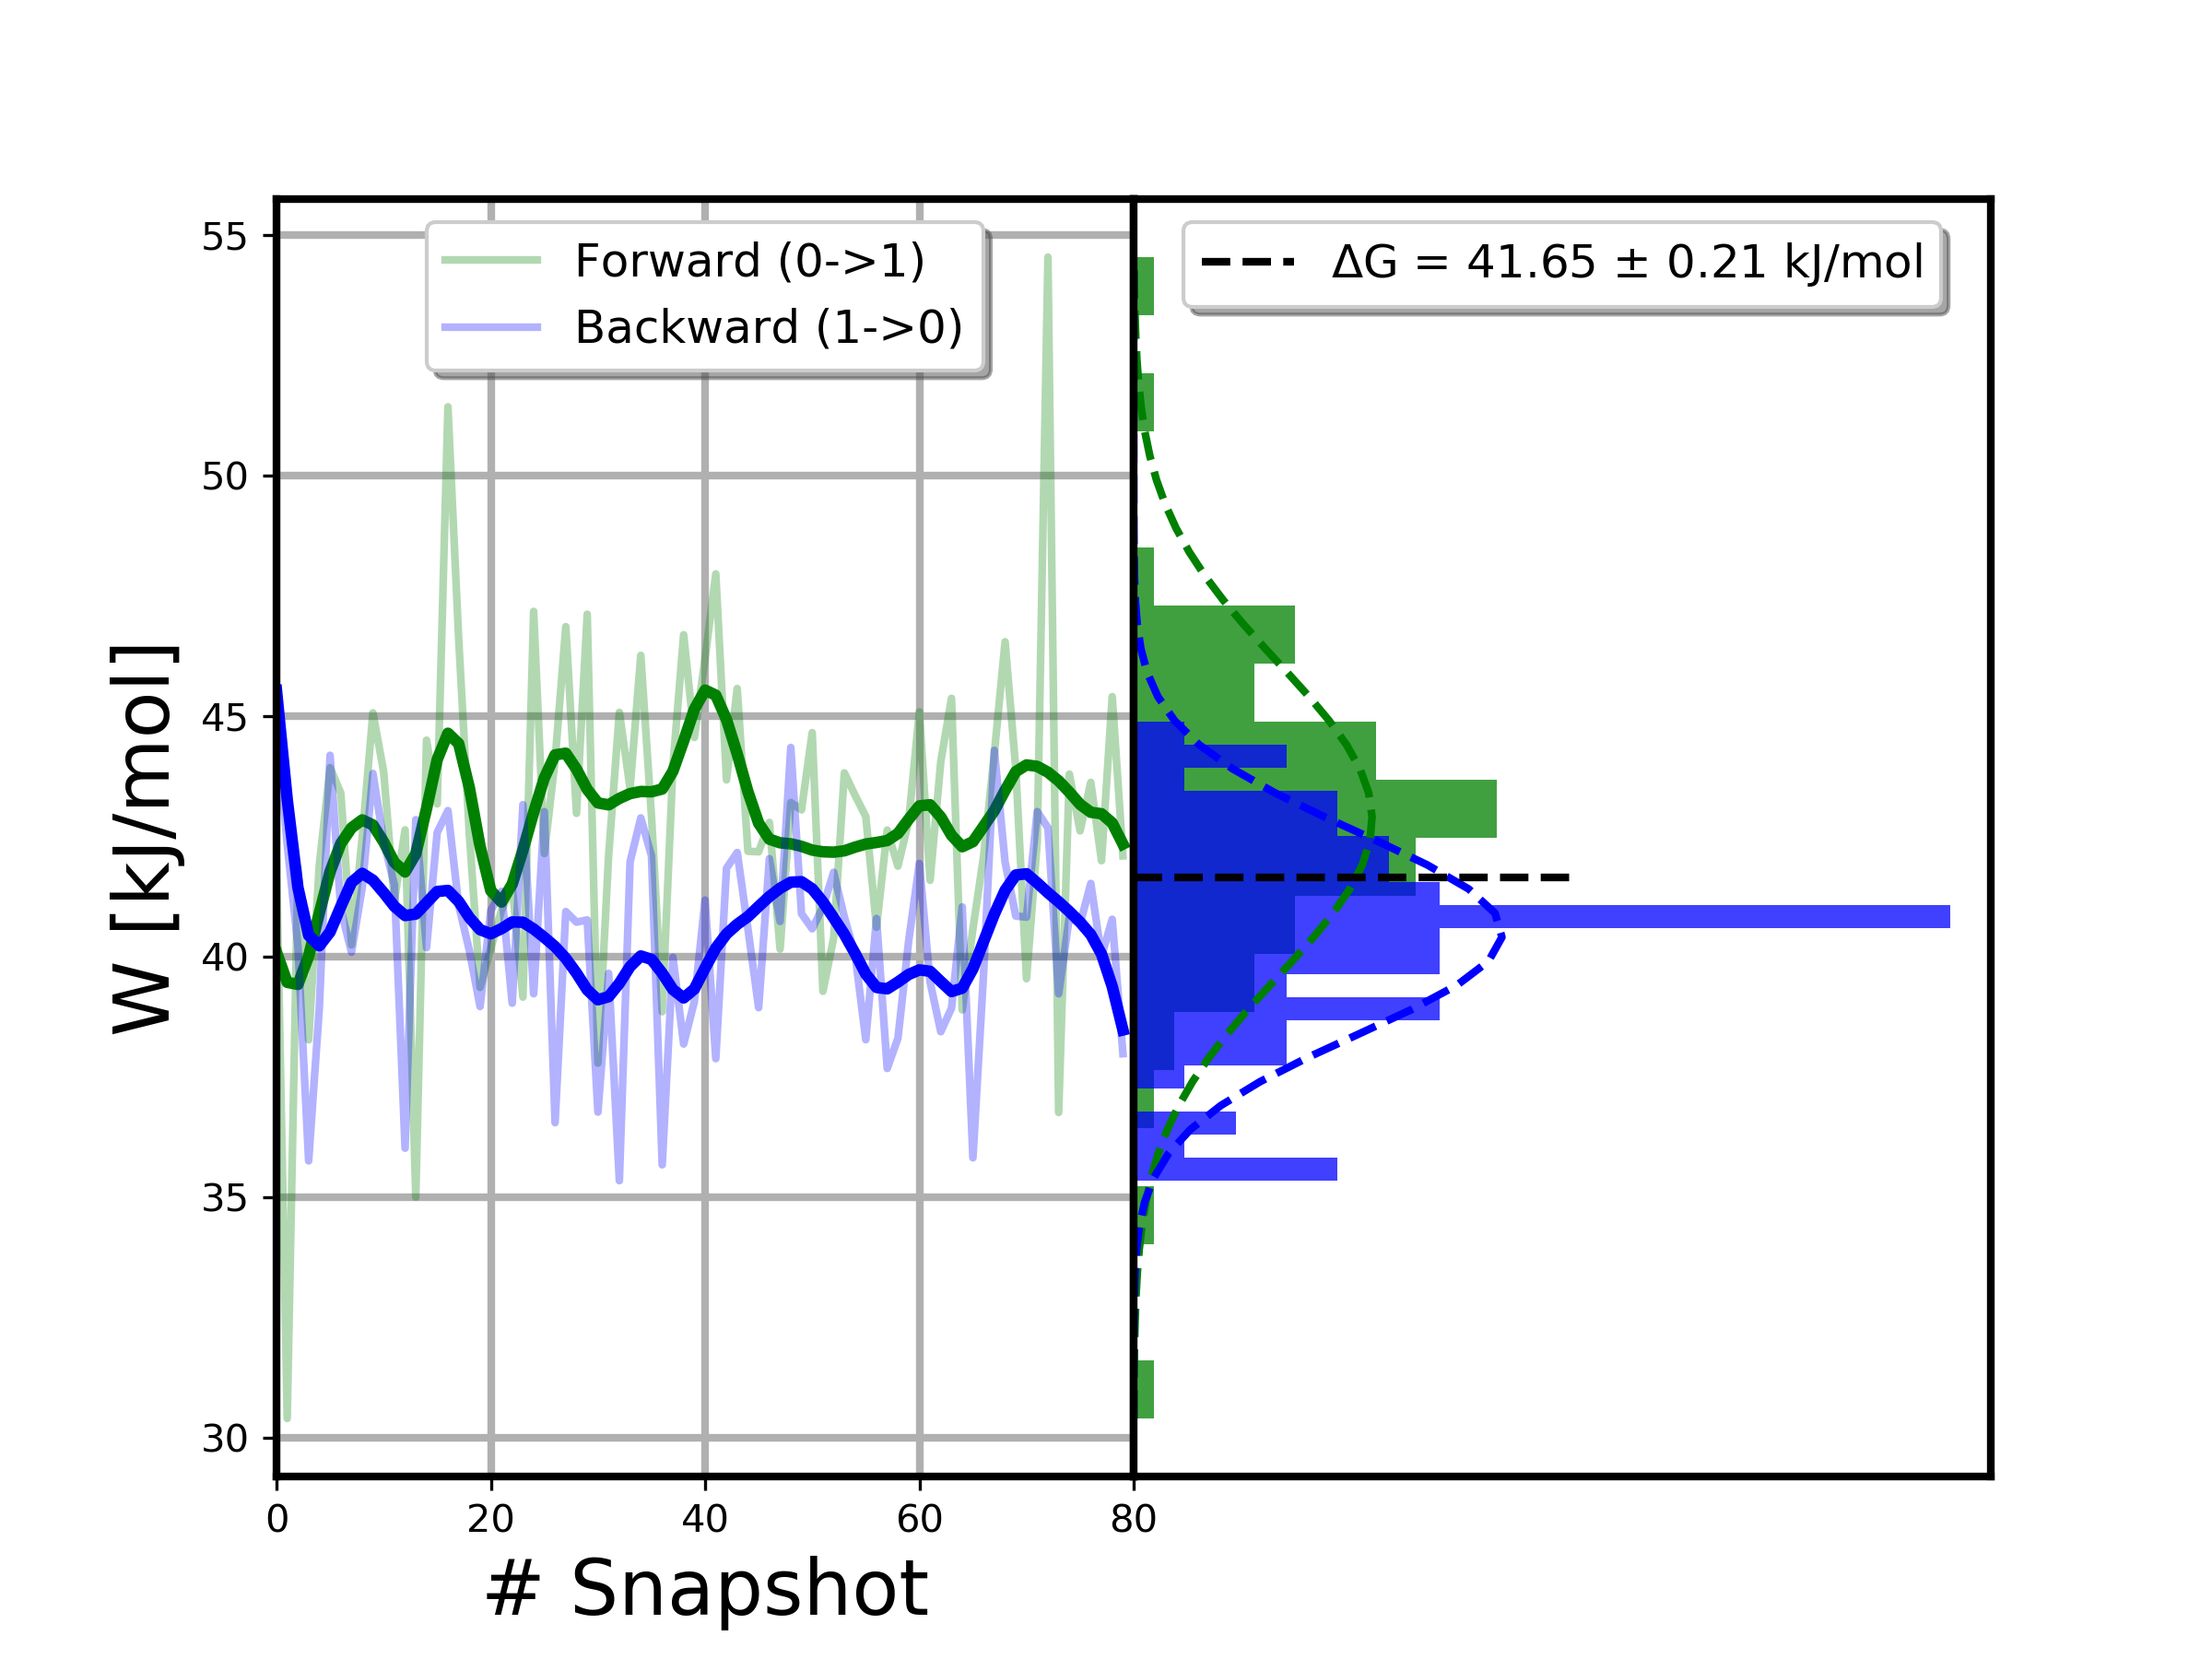 Forward (0->1)
Backward (1->0)
ΔG = 41.65 ± 0.21 kJ/mol
W [kJ/mol]
55
50
45
40
35
30
0 20 40 60 80
# Snapshot